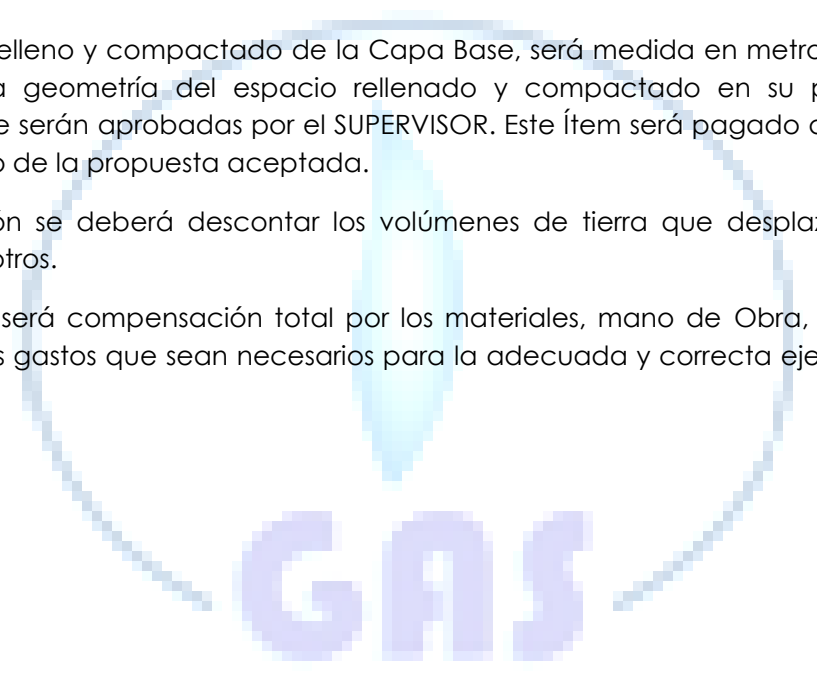 elleno y compactado de la Capa Base, será medida en metro
a geometría del espacio rellenado y compactado en su p
e serán aprobadas por el SUPERVISOR. Este Ítem será pagado
o de la propuesta aceptada.
ón se deberá descontar los volúmenes de tierra que despla
otros.
será compensación total por los materiales, mano de Obra,
s gastos que sean necesarios para la adecuada y correcta eje
GAS